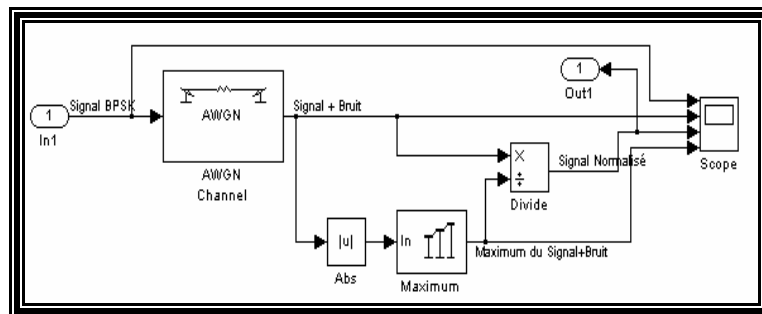 Signal BPSK
1
In1
AWGN
AWGN
Channel
Signal + Bruit
1
Out1
Scope
×
÷
Divide
Signal Normalisé
|u|
Abs
In
Maximum
Maximum du Signal+Bruit